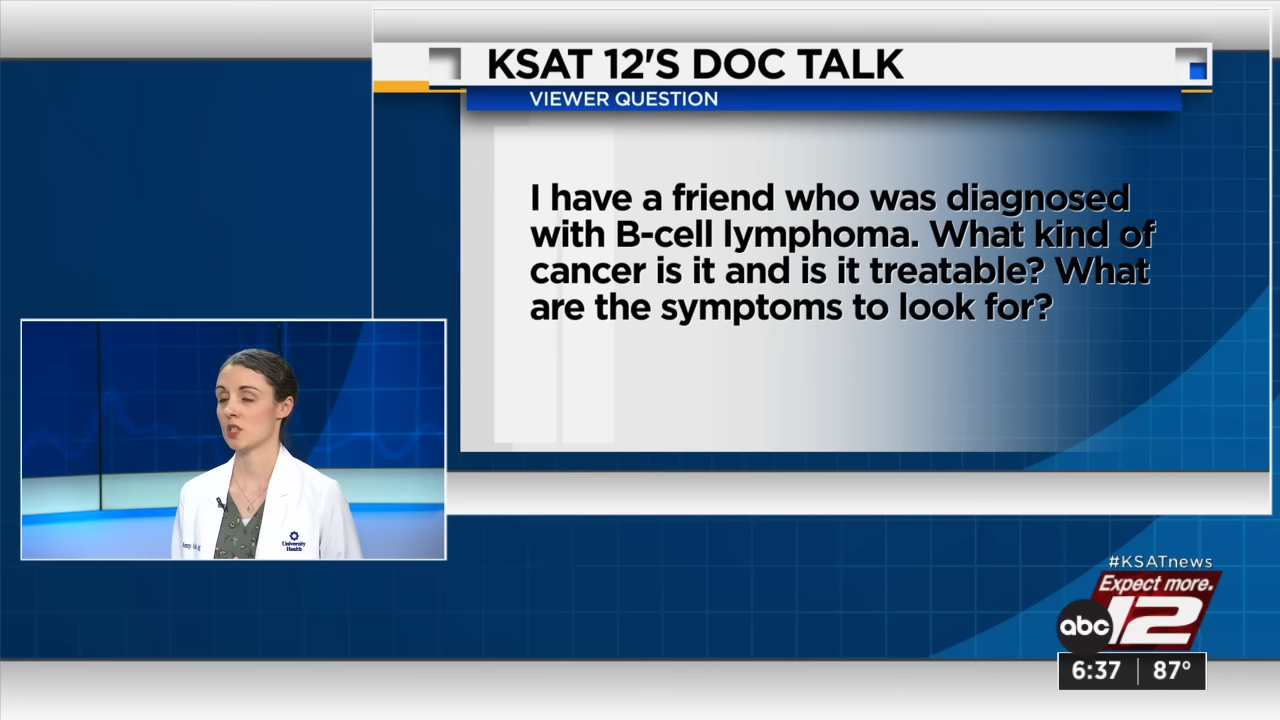 KSAT 12'S DOC TALK
VIEWER QUESTION
I have a friend who was diagnosed
with B-cell lymphoma. What kind of
cancer is it and is it treatable? What
are the symptoms to look for?
University
Health
#KSATnews
Expect more.
abc 12
6:37 87°